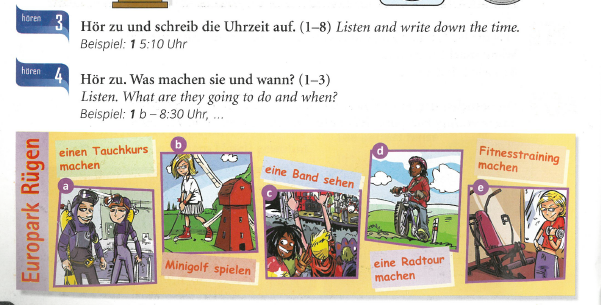 hören 3 Hör zu und schreib die Uhrzeit auf. (1–8) Listen and write down the time.
Beispiel: 1 5:10 Uhr
hören 4 Hör zu. Was machen sie und wann? (1–3)
Listen. What are they going to do and when?
Beispiel: 1 b – 8:30 Uhr, ...
Europark Rügen
a
einen Tauchkurs
machen
b
Minigolf spielen
c
eine Band sehen
d
eine Radtour
machen
e
Fitnesstraining
machen